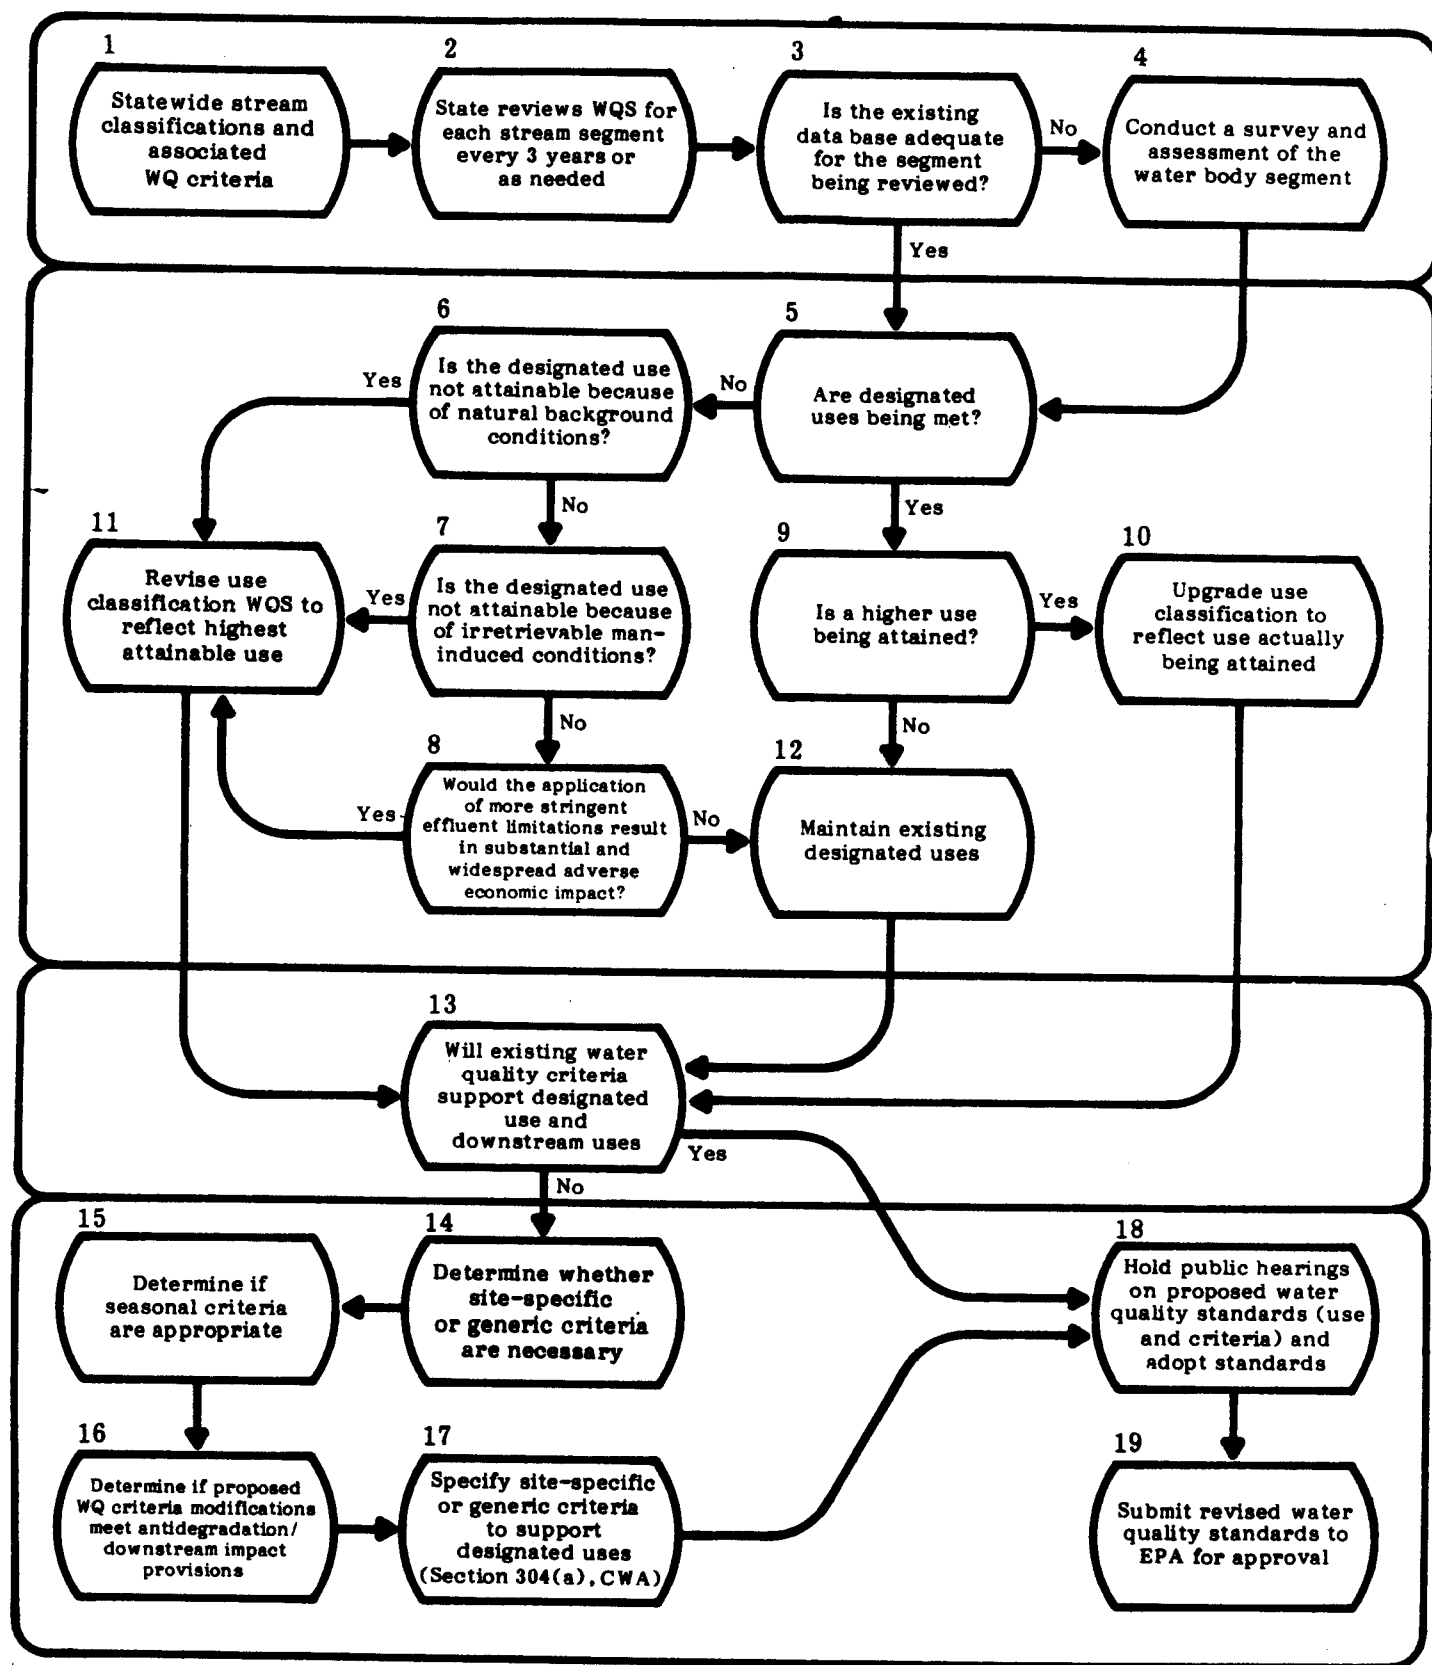 1
Statewide stream
classifications and
associated
WQ criteria
2
State reviews WQS for
each stream segment
every 3 years or
as needed
3
Is the existing
data base adequate
for the segment
being reviewed?
No
4
Conduct a survey and
assessment of the
water body segment
Yes
6
Is the designated use
not attainable because
of natural background
conditions?
Yes
No
5
Are designated
uses being met?
No
Yes
11
Revise use
classification WQS to
reflect highest
attainable use
Yes
7
Is the designated use
not attainable because
of irretrievable man-
induced conditions?
No
9
Is a higher use
being attained?
Yes
No
10
Upgrade use
classification to
reflect use actually
being attained
8
Would the application
of more stringent
effluent limitations result
in substantial and
widespread adverse
economic impact?
Yes
No
12
Maintain existing
designated uses
13
Will existing water
quality criteria
support designated
use and
downstream uses
Yes
No
15
Determine if
seasonal criteria
are appropriate
14
Determine whether
site-specific
or generic criteria
are necessary
18
Hold public hearings
on proposed water
quality standards (use
and criteria) and
adopt standards
16
Determine if proposed
WQ criteria modifications
meet antidegradation/
downstream impact
provisions
17
Specify site-specific
or generic criteria
to support
designated uses
(Section 304(a), CWA)
19
Submit revised water
quality standards to
EPA for approval